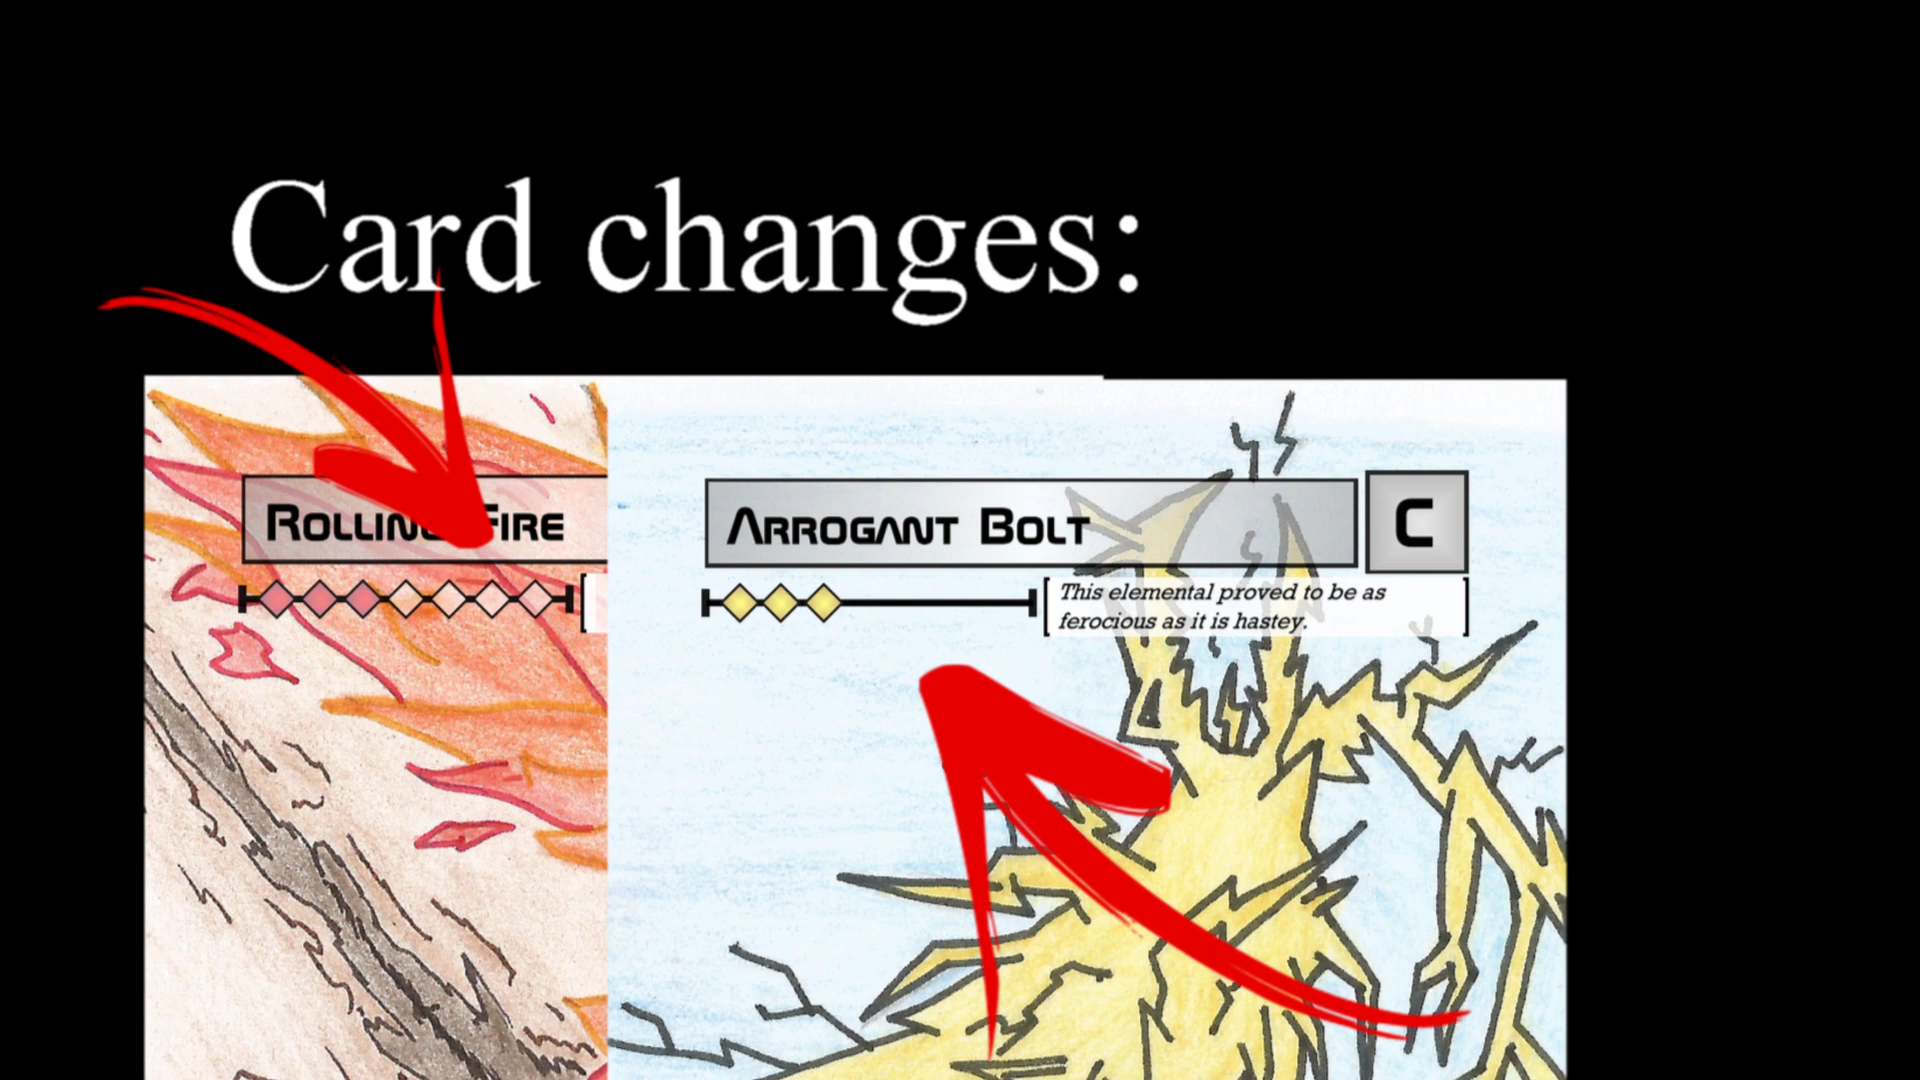 Card changes:
Rolling Fire
Arrogant Bolt
C
This elemental proved to be as
ferocious as it is hastey.